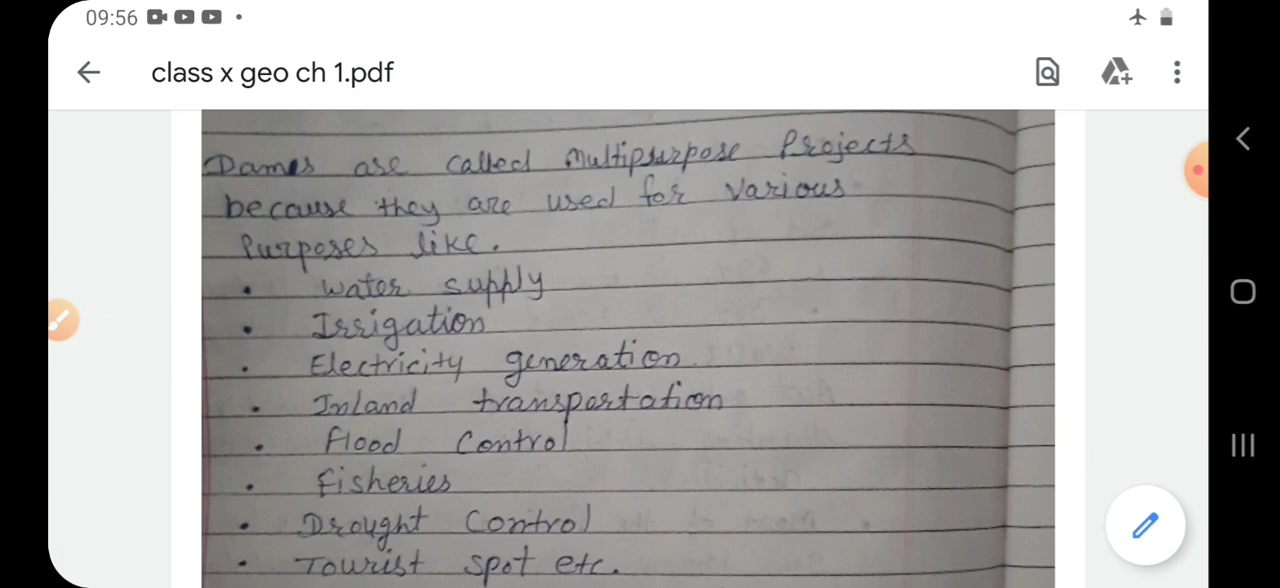 09:56
class x geo ch 1.pdf
Dames are called Multipurpose Projects
because they are used for various
Purposes like.
• water supply
• Irrigation
• Electricity generation.
• Inland transportation
• flood Control
• fisheries
• Drought Control
• Tourist spot etc.